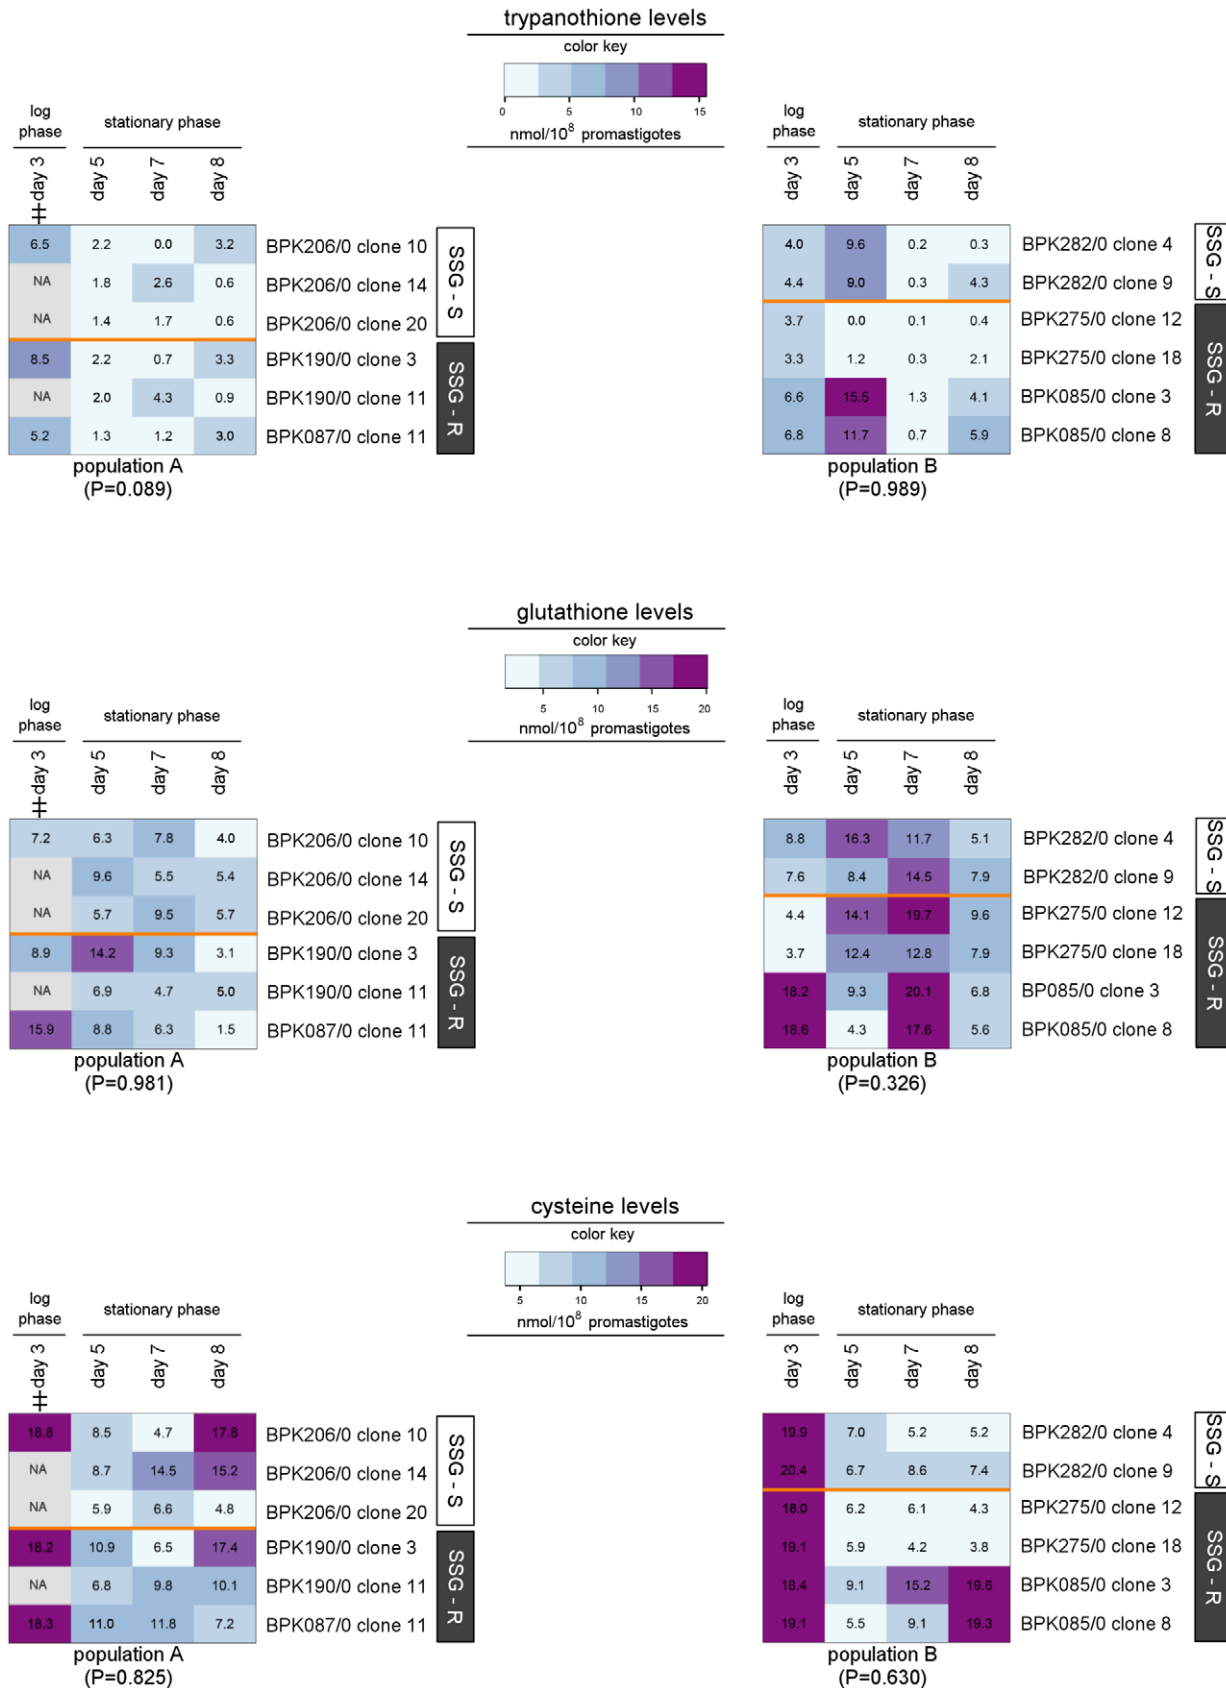 trypanothione levels
color key
0 5 10 15
nmol/10⁸ promastigotes
log phase
stationary phase
day 3 day 5 day 7 day 8
6.5 2.2 0.0 3.2 BPK206/0 clone 10
NA 1.8 2.6 0.6 BPK206/0 clone 14
NA 1.4 1.7 0.6 BPK206/0 clone 20
8.5 2.2 0.7 3.3 BPK190/0 clone 3
NA 2.0 4.3 0.9 BPK190/0 clone 11
5.2 1.3 1.2 3.0 BPK087/0 clone 11
SSG - S
SSG - R
population A
(P=0.089)
log phase
stationary phase
day 3 day 5 day 7 day 8
4.0 9.6 0.2 0.3 BPK282/0 clone 4
4.4 9.0 0.3 4.3 BPK282/0 clone 9
3.7 0.0 0.1 0.4 BPK275/0 clone 12
3.3 1.2 0.3 2.1 BPK275/0 clone 18
6.6 15.5 1.3 4.1 BPK085/0 clone 3
6.8 11.7 0.7 5.9 BPK085/0 clone 8
SSG - S
SSG - R
population B
(P=0.989)
glutathione levels
color key
5 10 15 20
nmol/10⁸ promastigotes
log phase
stationary phase
day 3 day 5 day 7 day 8
7.2 6.3 7.8 4.0 BPK206/0 clone 10
NA 9.6 5.5 5.4 BPK206/0 clone 14
NA 5.7 9.5 5.7 BPK206/0 clone 20
8.9 14.2 9.3 3.1 BPK190/0 clone 3
NA 6.9 4.7 5.0 BPK190/0 clone 11
15.9 8.8 6.3 1.5 BPK087/0 clone 11
SSG - S
SSG - R
population A
(P=0.981)
log phase
stationary phase
day 3 day 5 day 7 day 8
8.8 16.3 11.7 5.1 BPK282/0 clone 4
7.6 8.4 14.5 7.9 BPK282/0 clone 9
4.4 14.1 19.7 9.6 BPK275/0 clone 12
3.7 12.4 12.8 7.9 BPK275/0 clone 18
18.2 9.3 20.1 6.8 BP085/0 clone 3
18.6 4.3 17.6 5.6 BPK085/0 clone 8
SSG - S
SSG - R
population B
(P=0.326)
cysteine levels
color key
5 10 15 20
nmol/10⁸ promastigotes
log phase
stationary phase
day 3 day 5 day 7 day 8
18.8 8.5 4.7 17.8 BPK206/0 clone 10
NA 8.7 14.5 15.2 BPK206/0 clone 14
NA 5.9 6.6 4.8 BPK206/0 clone 20
18.2 10.9 6.5 17.4 BPK190/0 clone 3
NA 6.8 9.8 10.1 BPK190/0 clone 11
18.3 11.0 11.8 7.2 BPK087/0 clone 11
SSG - S
SSG - R
population A
(P=0.825)
log phase
stationary phase
day 3 day 5 day 7 day 8
19.9 7.0 5.2 5.2 BPK282/0 clone 4
20.4 6.7 8.6 7.4 BPK282/0 clone 9
18.0 6.2 6.1 4.3 BPK275/0 clone 12
19.1 5.9 4.2 3.8 BPK275/0 clone 18
18.4 9.1 15.2 19.6 BPK085/0 clone 3
19.1 5.5 9.1 19.3 BPK085/0 clone 8
SSG - S
SSG - R
population B
(P=0.630)